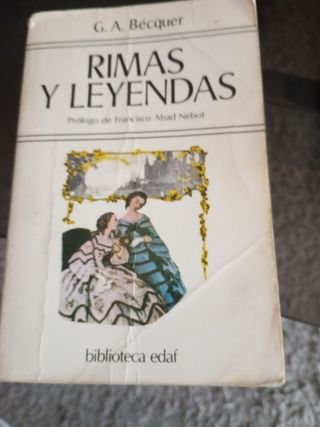 G. A. Bécquer
RIMAS
Y LEYENDAS
Prólogo de Francisco Abad Nebot
biblioteca edaf